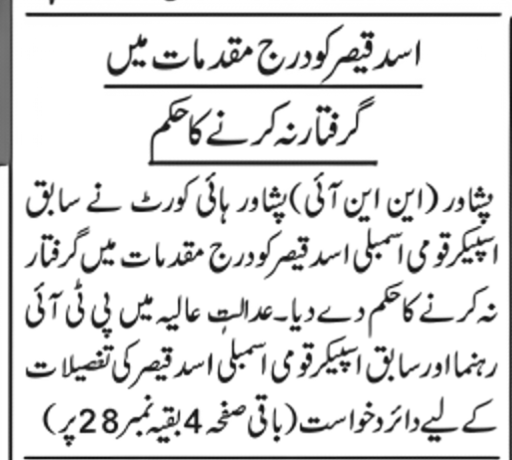 اسد قیصر کو درج مقدمات میں
گرفتار نہ کرنے کا حکم
پشاور (این این آئی) پشاور ہائی کورٹ نے سابق
اسپیکر قومی اسمبلی اسد قیصر کو درج مقدمات میں گرفتار
نہ کرنے کا حکم دے دیا۔ عدالت عالیہ میں پی ٹی آئی
رہنما اور سابق اسپیکر قومی اسمبلی اسد قیصر کی تفصیلات
کے لیے دائر درخواست (باقی صفحہ 4 بقیہ نمبر 28 پر)